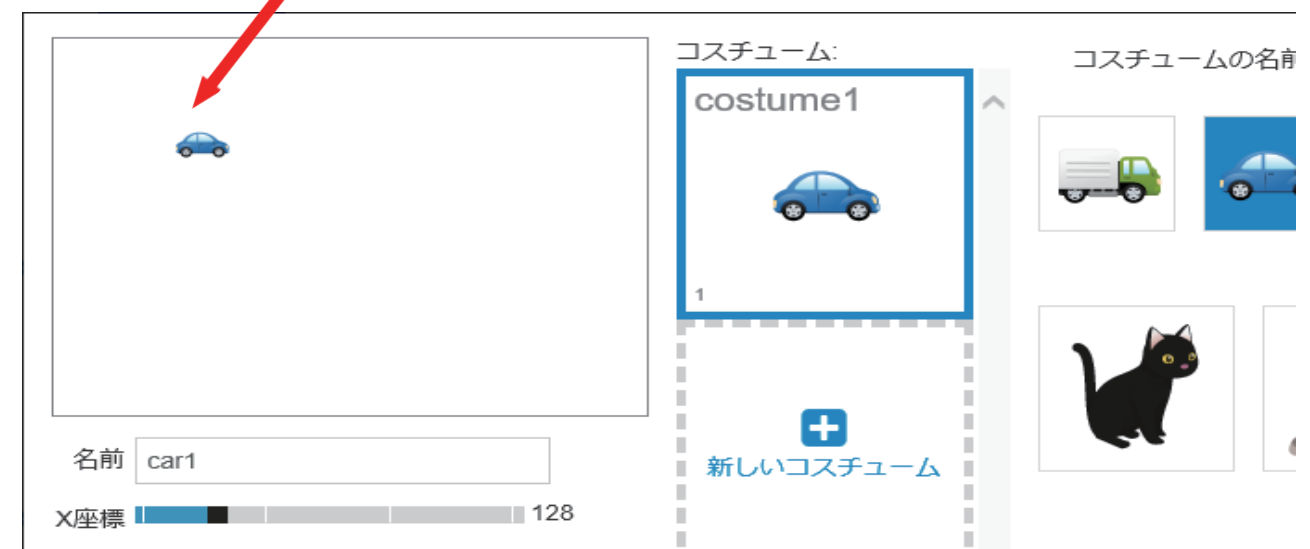 コスチューム:
コスチュームの名前
costume1
1
新しいコスチューム
名前 car1
X座標 128